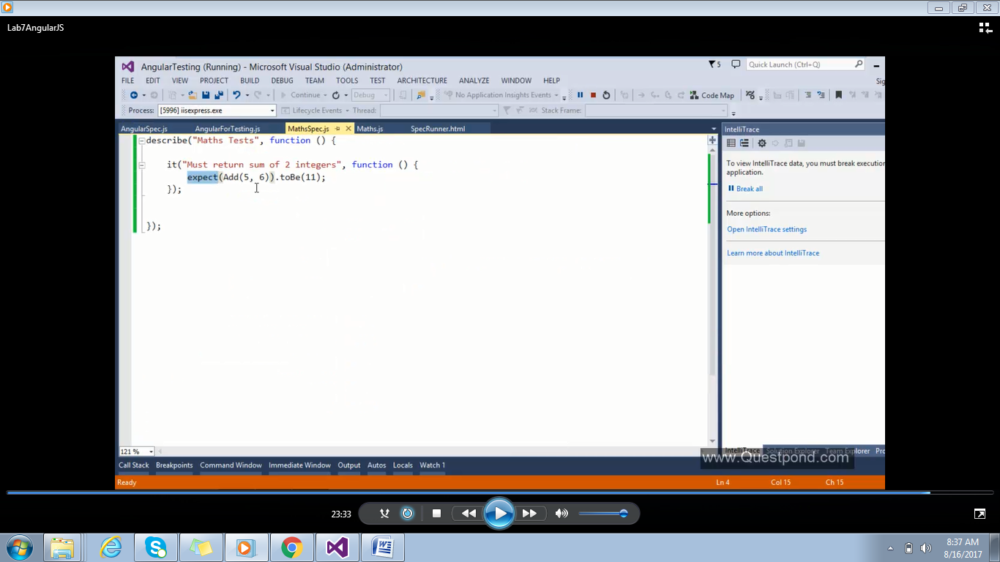 Lab7AngularJS
AngularTesting (Running) - Microsoft Visual Studio (Administrator)
5
Quick Launch (Ctrl+Q)
FILE EDIT VIEW PROJECT BUILD DEBUG TEAM TOOLS TEST ARCHITECTURE ANALYZE WINDOW HELP
Continue Debug No Application Insights Events Code Map
Process: [5996] iisexpress.exe Lifecycle Events Thread: Stack Frame:
AngularSpec.js AngularForTesting.js MathsSpec.js Maths.js SpecRunner.html
describe("Maths Tests", function () {
it("Must return sum of 2 integers", function () {
expect(Add(5, 6)).toBe(11);
});
});
IntelliTrace
To view IntelliTrace data, you must break execution
Break all
More options:
Open IntelliTrace settings
Learn more about IntelliTrace
121 %
IntelliTrace Solution Explorer Team Explorer
www.Questpond.com
Call Stack Breakpoints Command Window Immediate Window Output Autos Locals Watch 1
Ready Ln 4 Col 15 Ch 15
23:33
8:37 AM
8/16/2017